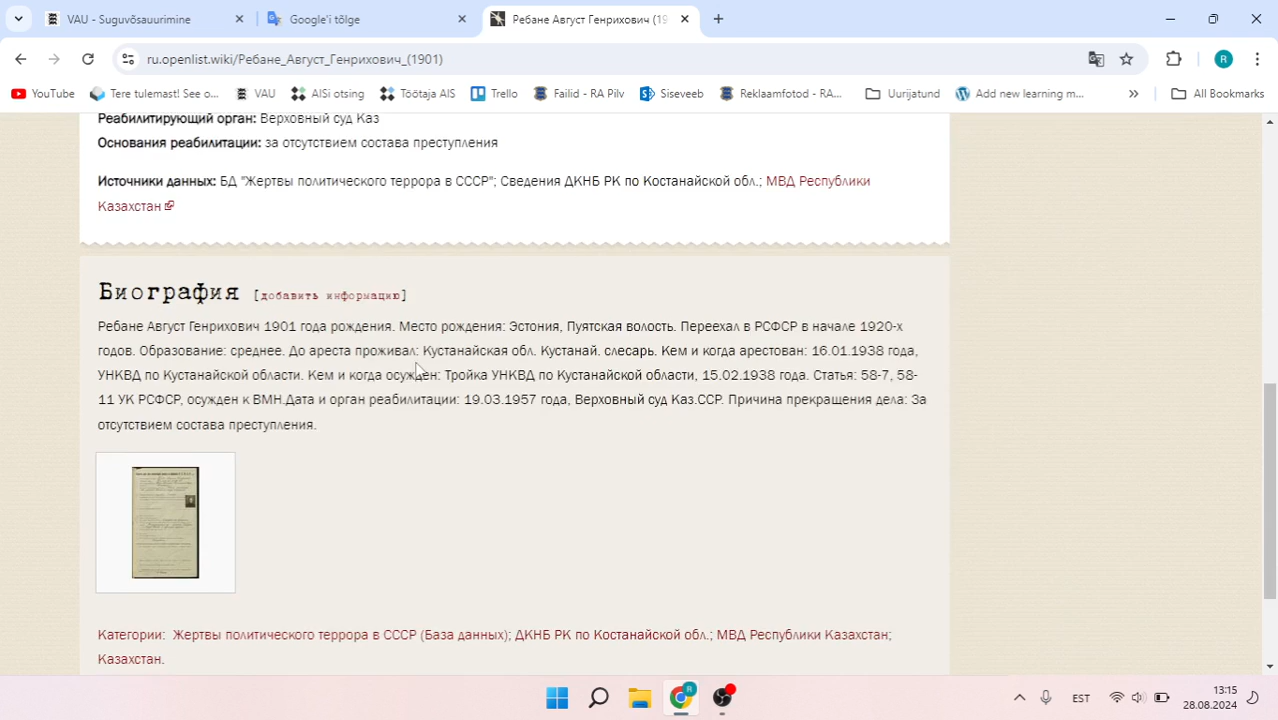 VAU - Suguvõsauurimine
Google'i tõlge
Ребане Август Генрихович (19
ru.openlist.wiki/Ребане_Август_Генрихович_(1901)
R
YouTube
Tere tulemast! See o...
VAU
AISi otsing
Töötaja AIS
Trello
Failid - RA Pilv
Siseveeb
Reklaamfotod - RA...
Uurijatund
Add new learning m...
All Bookmarks
Реабилитирующий орган: Верховный суд Каз
Основания реабилитации: за отсутствием состава преступления
Источники данных: БД "Жертвы политического террора в СССР"; Сведения ДКНБ РК по Костанайской обл.; МВД Республики
Казахстан
Биография [добавить информацию]
Ребане Август Генрихович 1901 года рождения. Место рождения: Эстония, Пуятская волость. Переехал в РСФСР в начале 1920-х
годов. Образование: среднее. До ареста проживал: Кустанайская обл. Кустанай. слесарь. Кем и когда арестован: 16.01.1938 года,
УНКВД по Кустанайской области. Кем и когда осужден: Тройка УНКВД по Кустанайской области, 15.02.1938 года. Статья: 58-7, 58-
11 УК РСФСР, осужден к ВМН.Дата и орган реабилитации: 19.03.1957 года, Верховный суд Каз.ССР. Причина прекращения дела: За
отсутствием состава преступления.
Категории: Жертвы политического террора в СССР (База данных); ДКНБ РК по Костанайской обл.; МВД Республики Казахстан;
Казахстан.
R
EST
13:15
28.08.2024